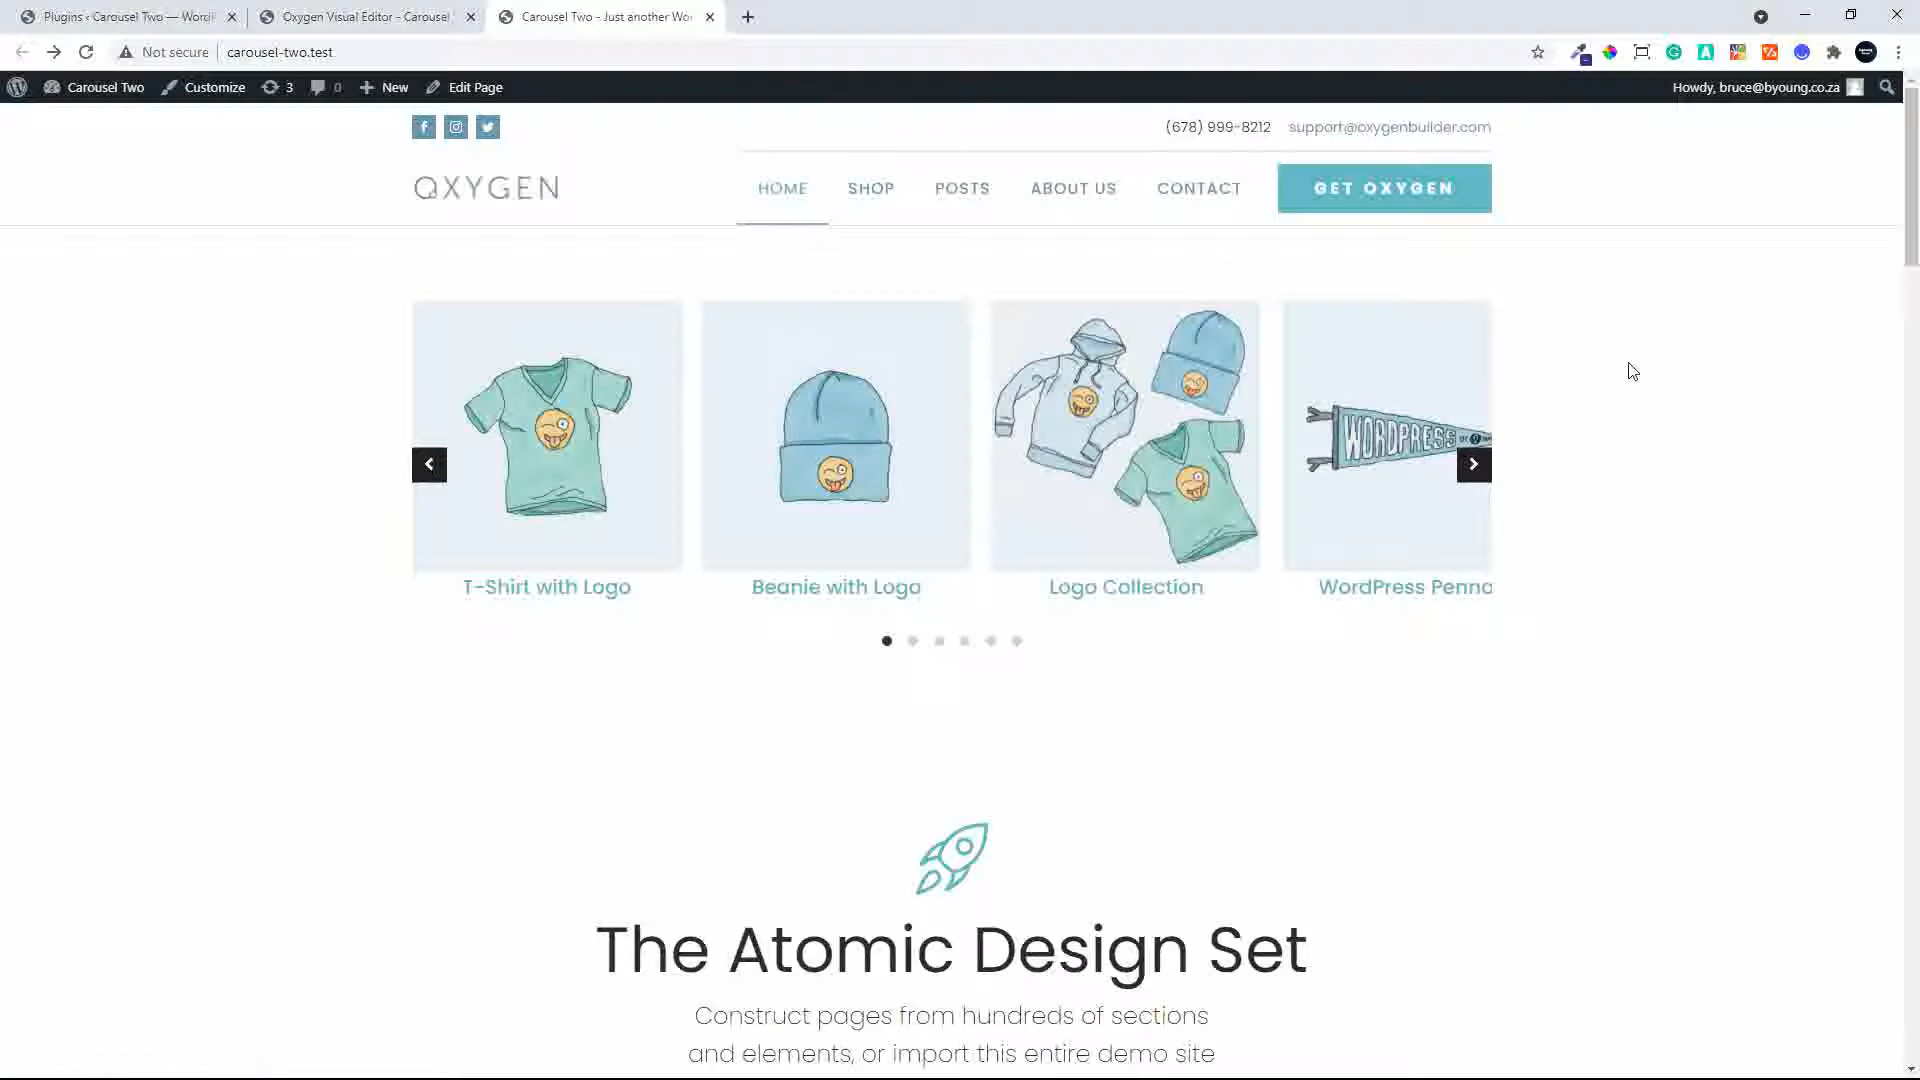 Plugins ‹ Carousel Two — WordP
Oxygen Visual Editor - Carousel
Carousel Two - Just another Wo
Not secure
carousel-two.test
Carousel Two
Customize
3
0
New
Edit Page
Howdy, bruce@byoung.co.za
(678) 999-8212
support@oxygenbuilder.com
OXYGEN
HOME
SHOP
POSTS
ABOUT US
CONTACT
GET OXYGEN
WORDPRESS
T-Shirt with Logo
Beanie with Logo
Logo Collection
WordPress Penna
The Atomic Design Set
Construct pages from hundreds of sections
and elements, or import this entire demo site